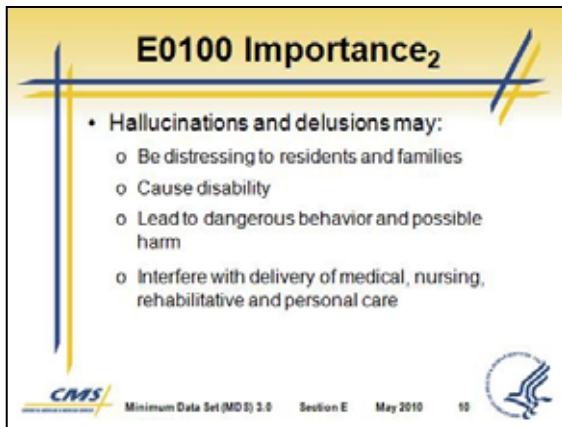 E0100 Importance₂
• Hallucinations and delusions may:
o Be distressing to residents and families
o Cause disability
o Lead to dangerous behavior and possible
harm
o Interfere with delivery of medical, nursing,
rehabilitative and personal care
CMS
Minimum Data Set (MDS) 3.0 Section E May 2010 10